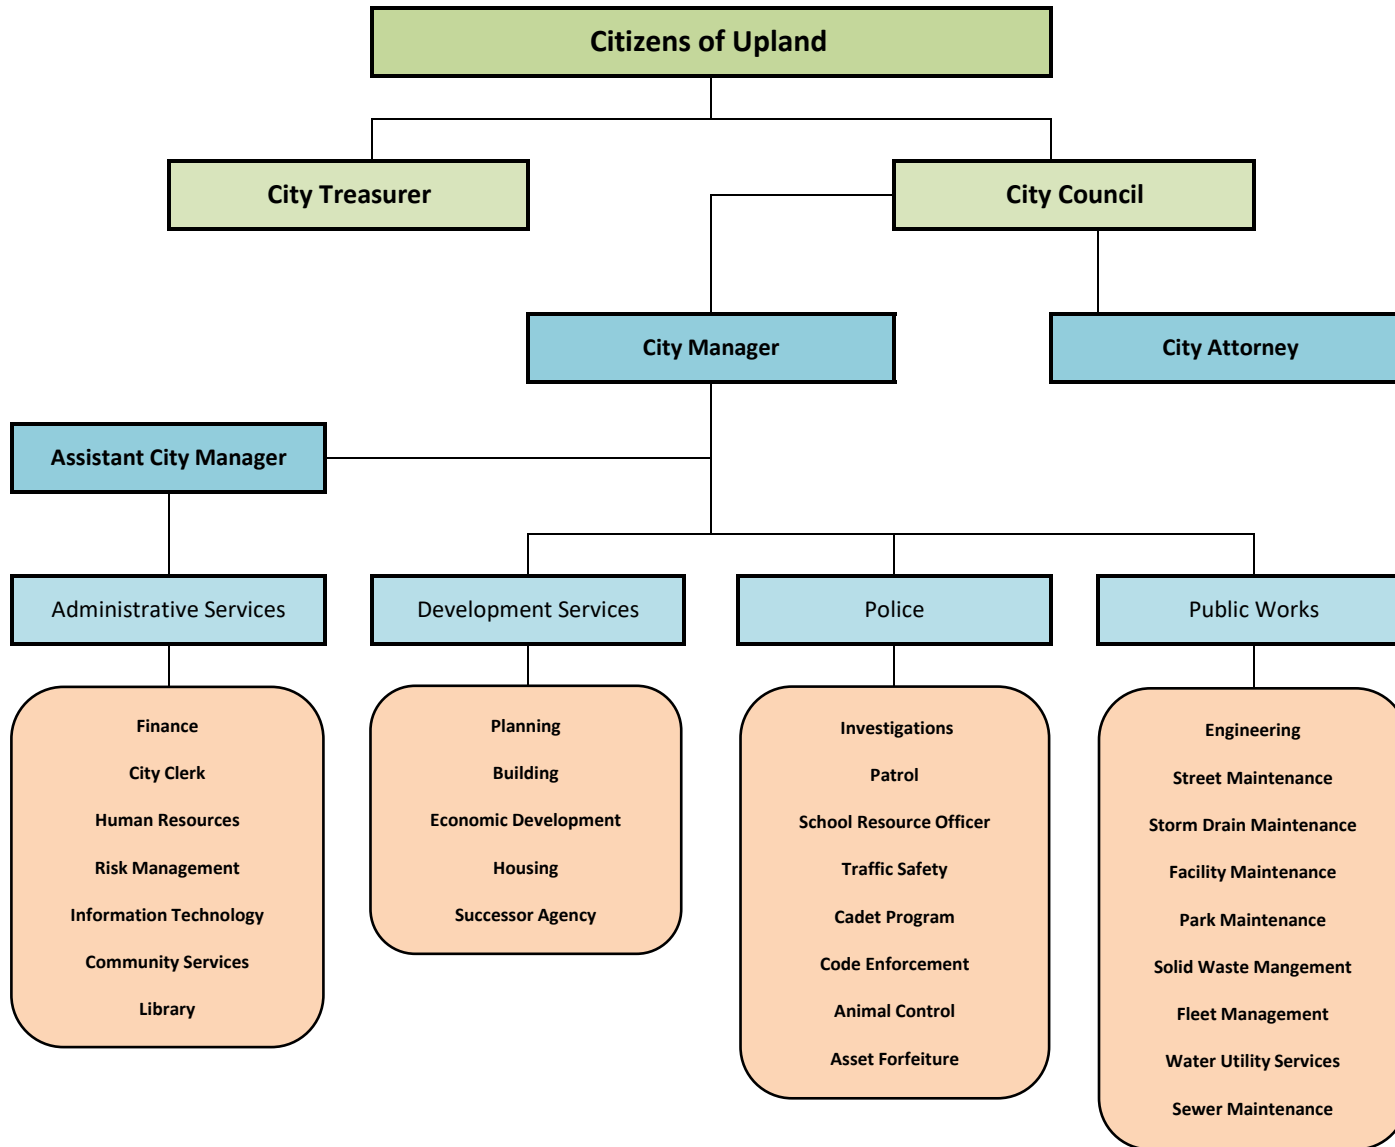 Citizens of Upland
City Treasurer
City Council
City Manager
City Attorney
Assistant City Manager
Administrative Services
Development Services
Police
Public Works
Finance
City Clerk
Human Resources
Risk Management
Information Technology
Community Services
Library
Planning
Building
Economic Development
Housing
Successor Agency
Investigations
Patrol
School Resource Officer
Traffic Safety
Cadet Program
Code Enforcement
Animal Control
Asset Forfeiture
Engineering
Street Maintenance
Storm Drain Maintenance
Facility Maintenance
Park Maintenance
Solid Waste Mangement
Fleet Management
Water Utility Services
Sewer Maintenance